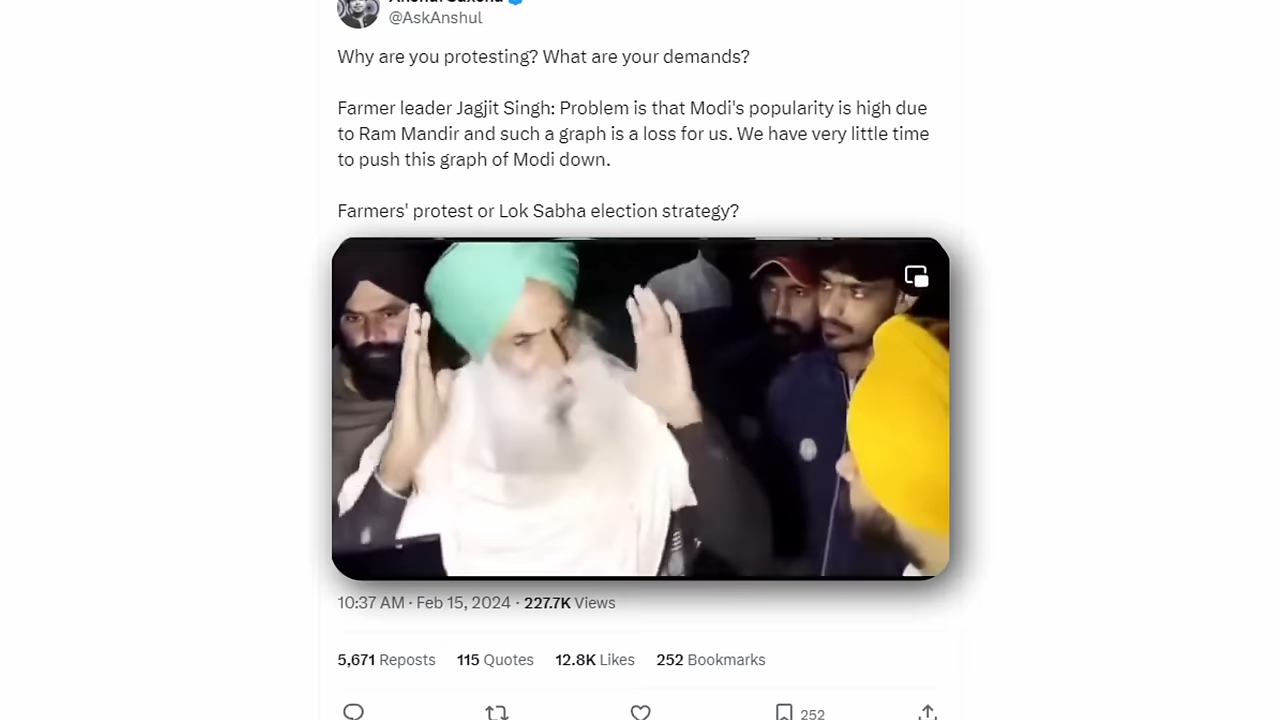 @AskAnshul
Why are you protesting? What are your demands?
Farmer leader Jagjit Singh: Problem is that Modi's popularity is high due
to Ram Mandir and such a graph is a loss for us. We have very little time
to push this graph of Modi down.
Farmers' protest or Lok Sabha election strategy?
10:37 AM · Feb 15, 2024 · 227.7K Views
5,671 Reposts 115 Quotes 12.8K Likes 252 Bookmarks
252